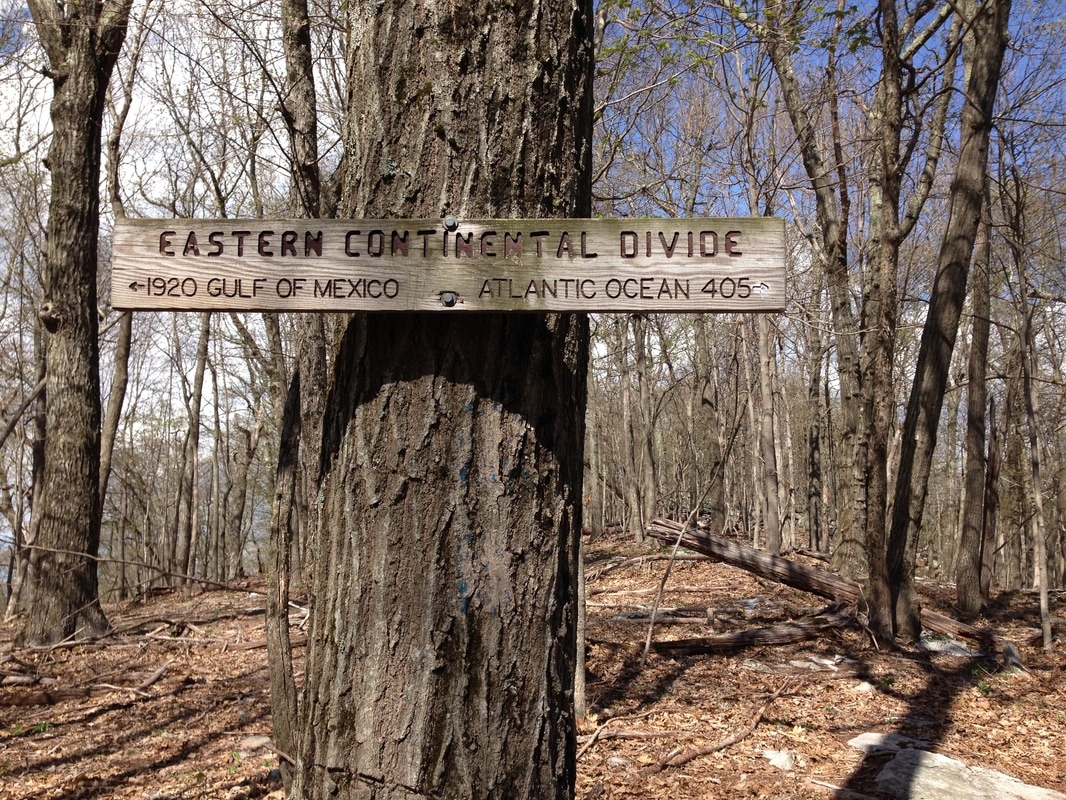 EASTERN CONTINENTAL DIVIDE
←1920 GULF OF MEXICO ATLANTIC OCEAN 405→